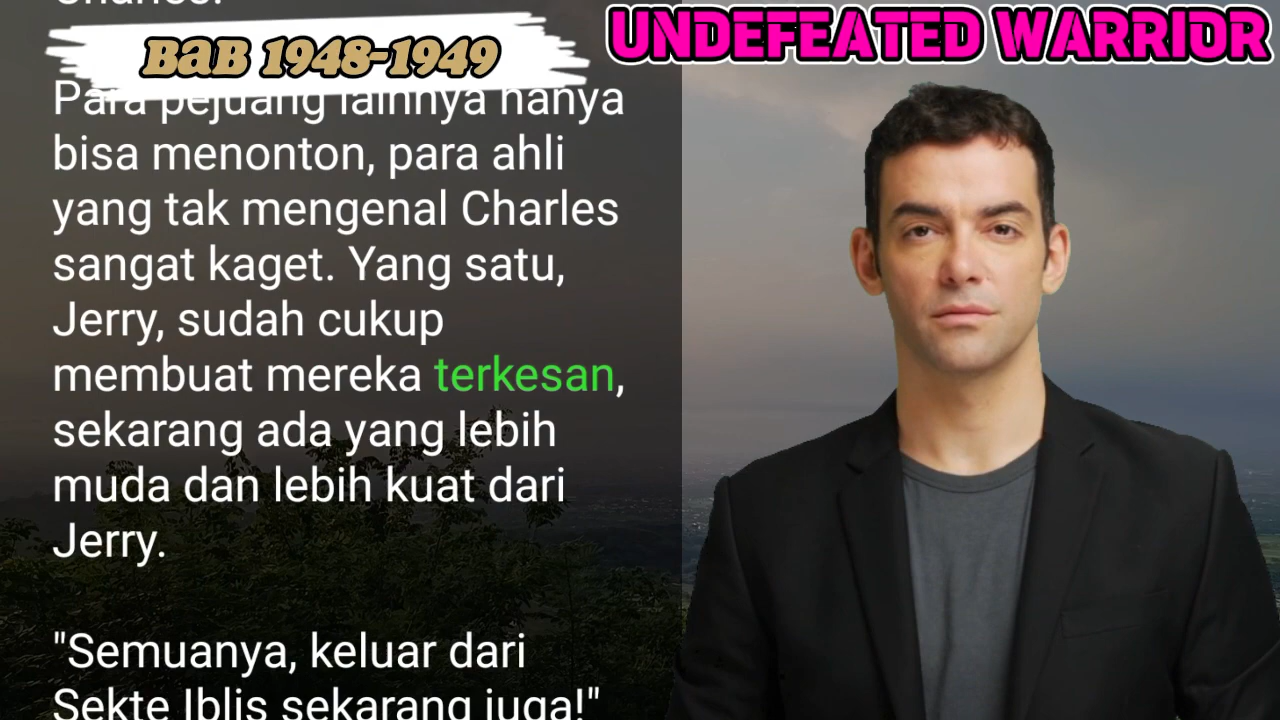 Charles.
BAB 1948-1949
UNDEFEATED WARRIOR
Para pejuang lainnya hanya
bisa menonton, para ahli
yang tak mengenal Charles
sangat kaget. Yang satu,
Jerry, sudah cukup
membuat mereka terkesan,
sekarang ada yang lebih
muda dan lebih kuat dari
Jerry.
"Semuanya, keluar dari
Sekte Iblis sekarang juga!"